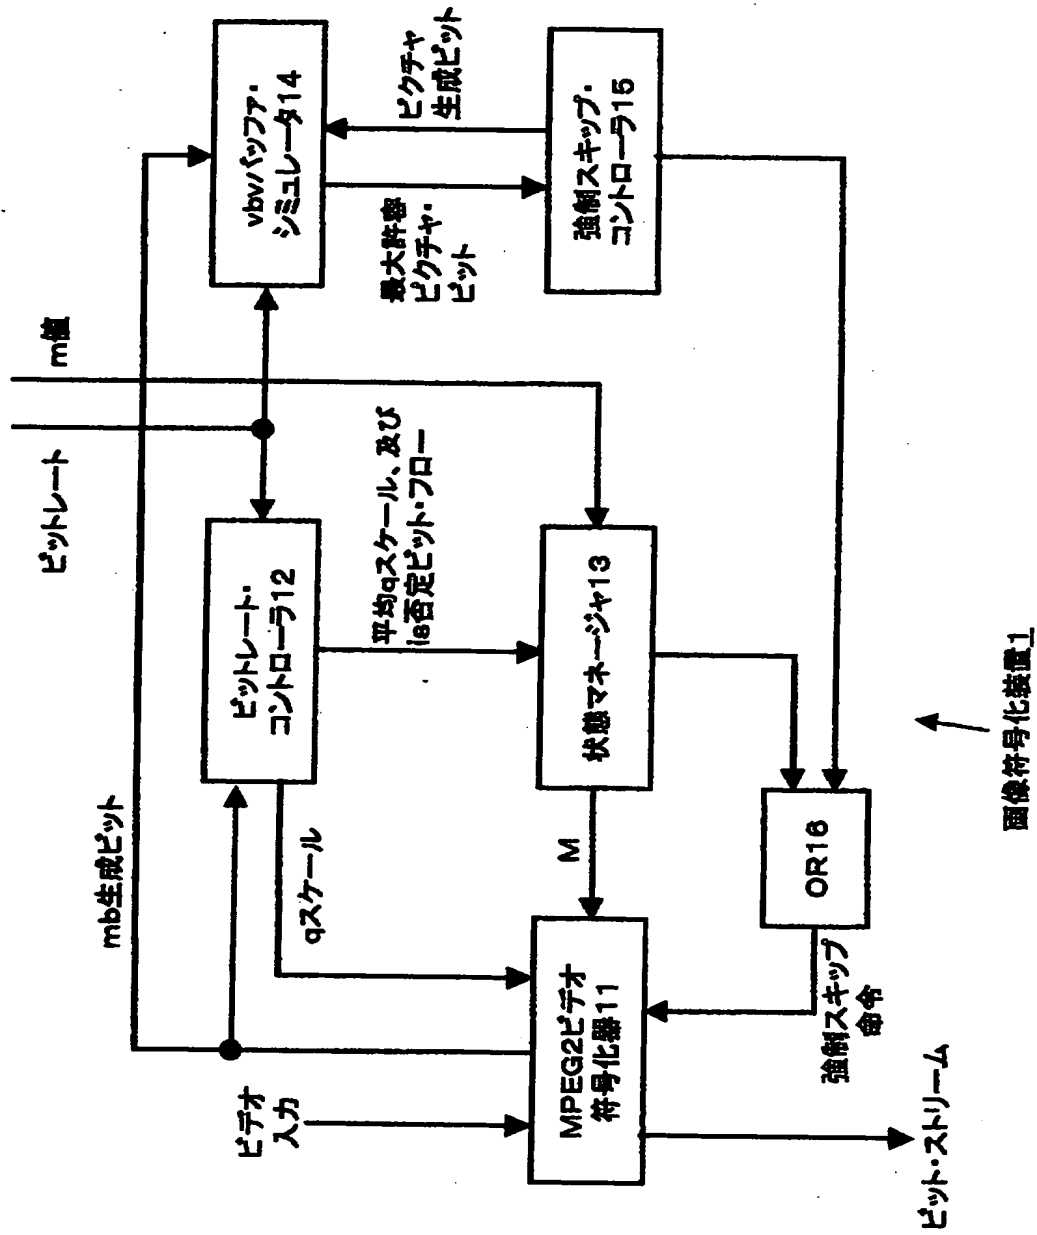 ビットレート
m値
mb生成ビット
ビットレート・
コントローラ12
vbvバッファ・
シミュレータ14
qスケール
平均qスケール、及び
is否定ビット・フロー
最大許容
ピクチャ・
ビット
ピクチャ
生成ビット
ビデオ
入力
MPEG2ビデオ
符号化器11
M
状態マネージャ13
強制スキップ・
コントローラ15
OR16
強制スキップ
命令
ビット・ストリーム
画像符号化装置1